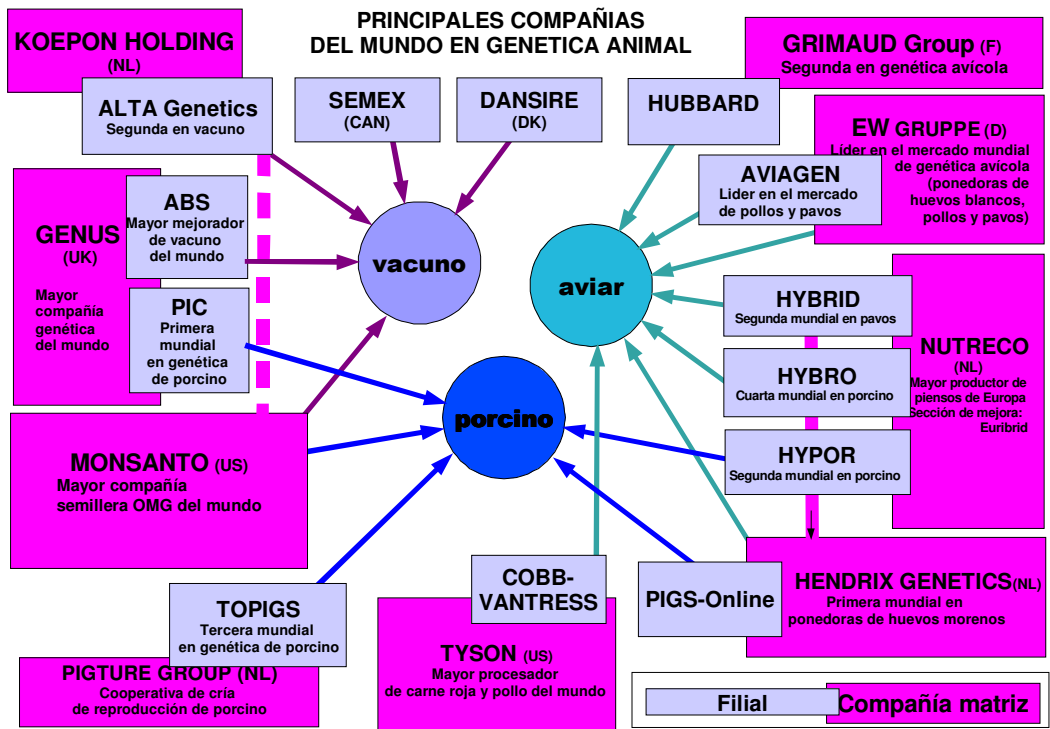 PRINCIPALES COMPAÑIAS
DEL MUNDO EN GENETICA ANIMAL
KOEPON HOLDING
(NL)
ALTA Genetics
Segunda en vacuno
SEMEX
(CAN)
DANSIRE
(DK)
HUBBARD
GRIMAUD Group (F)
Segunda en genética avícola
EW GRUPPE (D)
Líder en el mercado mundial
de genética avícola
(ponedoras de
huevos blancos,
pollos y pavos)
AVIAGEN
Lider en el mercado
de pollos y pavos
GENUS
(UK)
Mayor
compañía
genética
del mundo
ABS
Mayor mejorador
de vacuno
del mundo
PIC
Primera
mundial
en genética
de porcino
vacuno
aviar
porcino
HYBRID
Segunda mundial en pavos
HYBRO
Cuarta mundial en porcino
HYPOR
Segunda mundial en porcino
NUTRECO
(NL)
Mayor productor de
piensos de Europa
Sección de mejora:
Euribrid
MONSANTO (US)
Mayor compañía
semillera OMG del mundo
TOPIGS
Tercera mundial
en genética de porcino
PIGTURE GROUP (NL)
Cooperativa de cría
de reproducción de porcino
COBB-
VANTRESS
TYSON (US)
Mayor procesador
de carne roja y pollo del mundo
PIGS-Online
HENDRIX GENETICS(NL)
Primera mundial en
ponedoras de huevos morenos
Filial
Compañía matriz